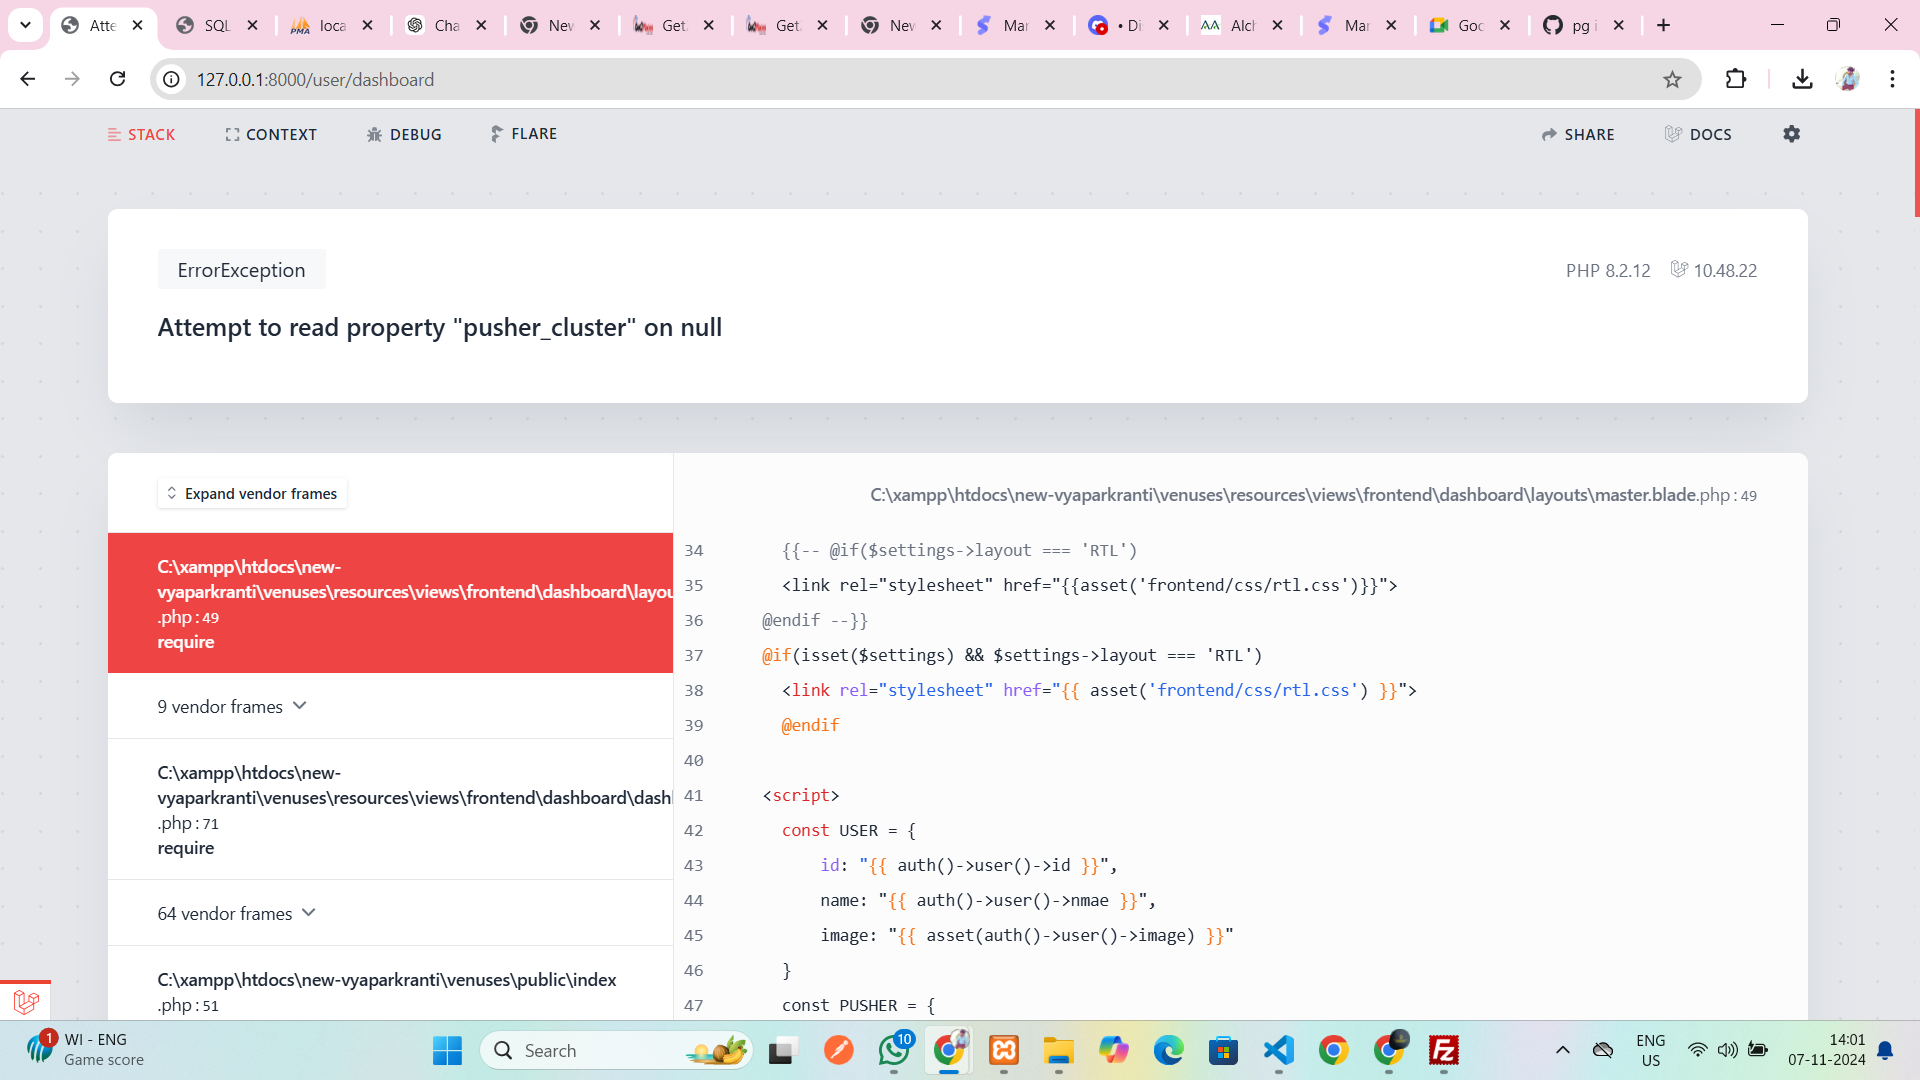 Atte
SQL
loca
Cha
New
Get
Get
New
Mar
• Di
Alch
Mar
Goo
pg i
127.0.0.1:8000/user/dashboard
STACK
CONTEXT
DEBUG
FLARE
SHARE
DOCS
ErrorException
PHP 8.2.12 10.48.22
Attempt to read property "pusher_cluster" on null
Expand vendor frames
C:\xampp\htdocs\new-
vyaparkranti\venuses\resources\views\frontend\dashboard\layou
.php : 49
require
9 vendor frames
C:\xampp\htdocs\new-
vyaparkranti\venuses\resources\views\frontend\dashboard\dash
.php : 71
require
64 vendor frames
C:\xampp\htdocs\new-vyaparkranti\venuses\public\index
.php : 51
C:\xampp\htdocs\new-vyaparkranti\venuses\resources\views\frontend\dashboard\layouts\master.blade.php : 49
34 {{-- @if($settings->layout === 'RTL')
35 <link rel="stylesheet" href="{{asset('frontend/css/rtl.css')}}">
36 @endif --}}
37 @if(isset($settings) && $settings->layout === 'RTL')
38 <link rel="stylesheet" href="{{ asset('frontend/css/rtl.css') }}">
39 @endif
40
41 <script>
42 const USER = {
43 id: "{{ auth()->user()->id }}",
44 name: "{{ auth()->user()->nmae }}",
45 image: "{{ asset(auth()->user()->image) }}"
46 }
47 const PUSHER = {
1
WI - ENG
Game score
Search
10
ENG
US
14:01
07-11-2024